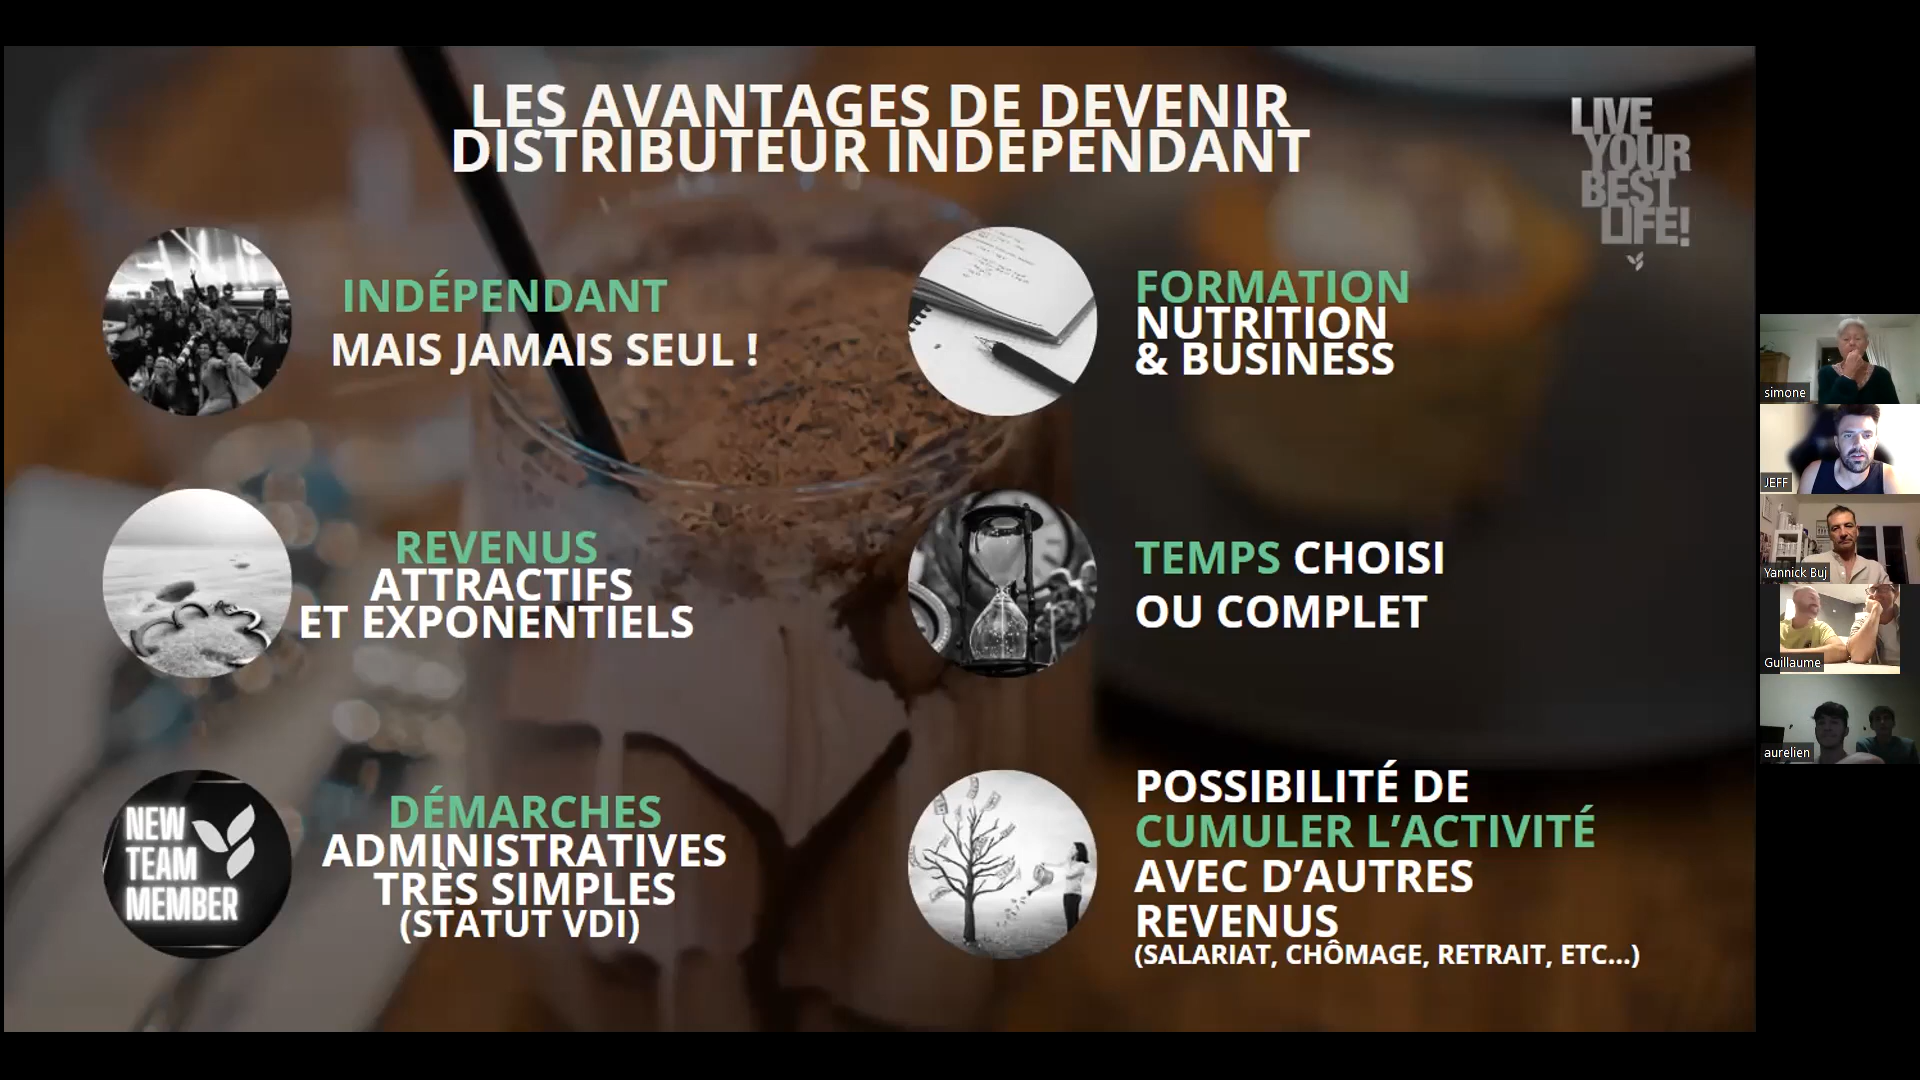 LES AVANTAGES DE DEVENIR
DISTRIBUTEUR INDEPENDANT
LIVE
YOUR
BEST
LIFE!
INDÉPENDANT
MAIS JAMAIS SEUL !
FORMATION
NUTRITION
& BUSINESS
REVENUS
ATTRACTIFS
ET EXPONENTIELS
TEMPS CHOISI
OU COMPLET
NEW
TEAM
MEMBER
DÉMARCHES
ADMINISTRATIVES
TRÈS SIMPLES
(STATUT VDI)
POSSIBILITÉ DE
CUMULER L’ACTIVITÉ
AVEC D’AUTRES
REVENUS
(SALARIAT, CHÔMAGE, RETRAIT, ETC...)
simone
JEFF
Yannick Buj
Guillaume
aurelien